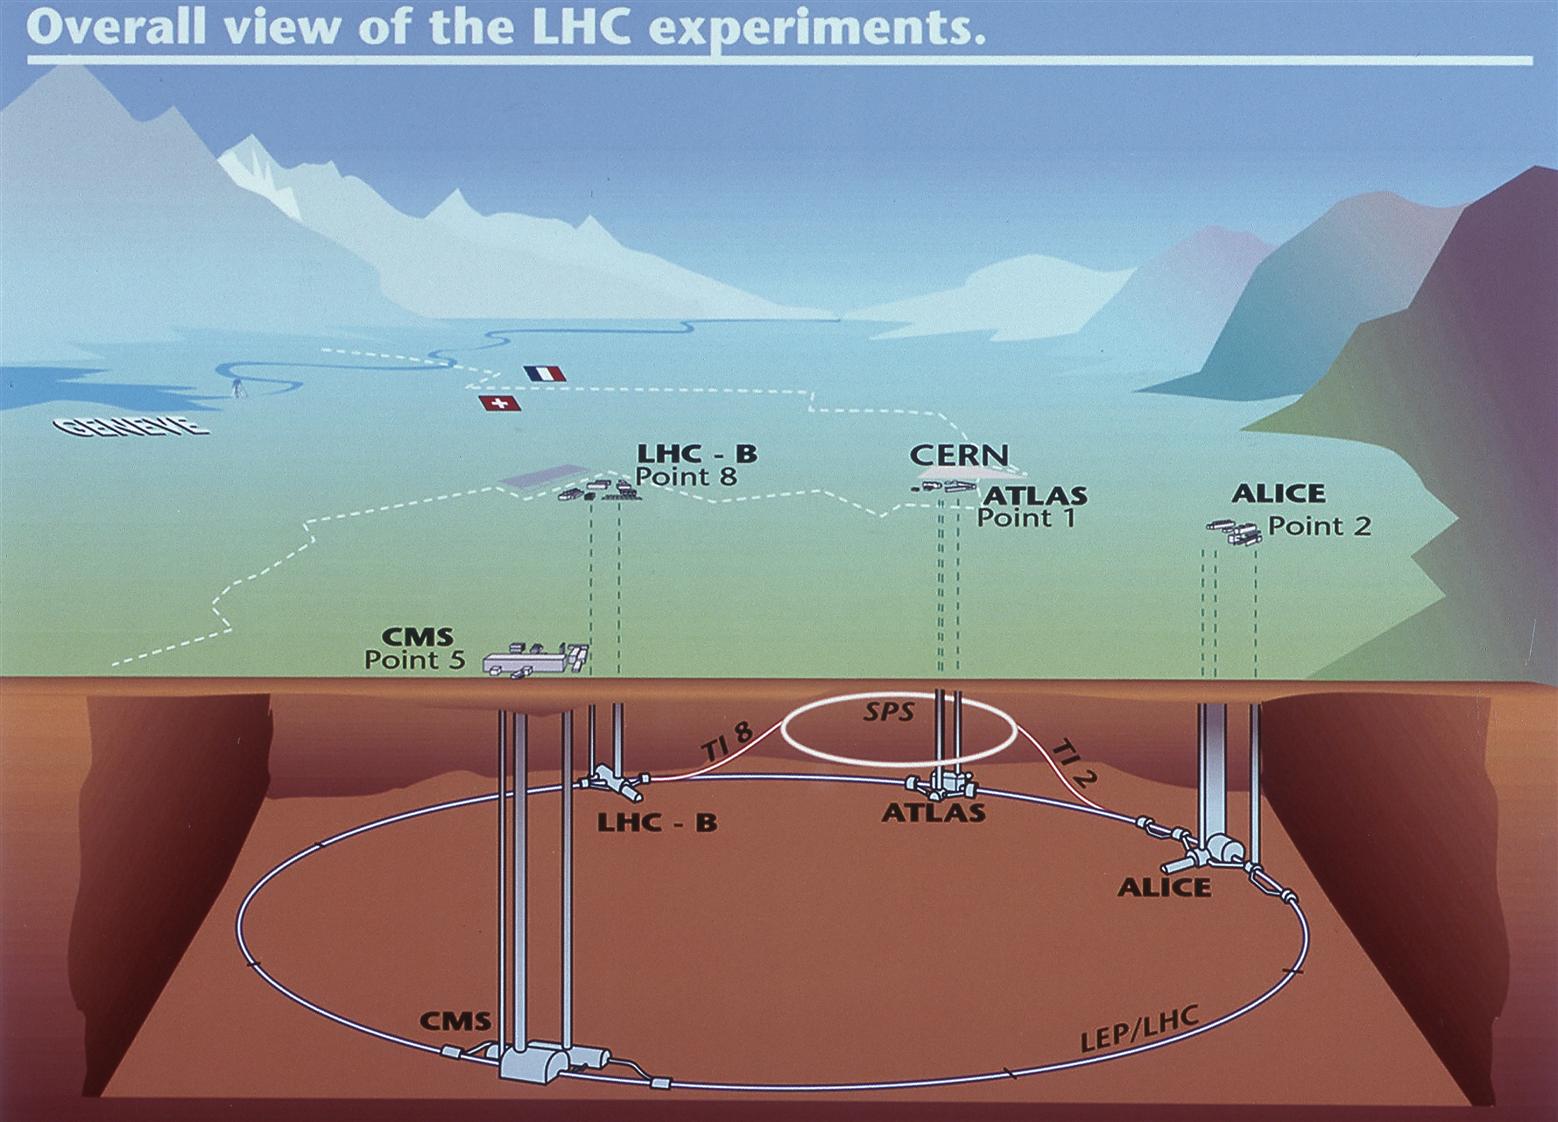 Overall view of the LHC experiments.
GENEVE
LHC - B
Point 8
CERN
ATLAS
Point 1
ALICE
Point 2
CMS
Point 5
SPS
TI 8
TI 2
LHC - B
ATLAS
ALICE
CMS
LEP/LHC